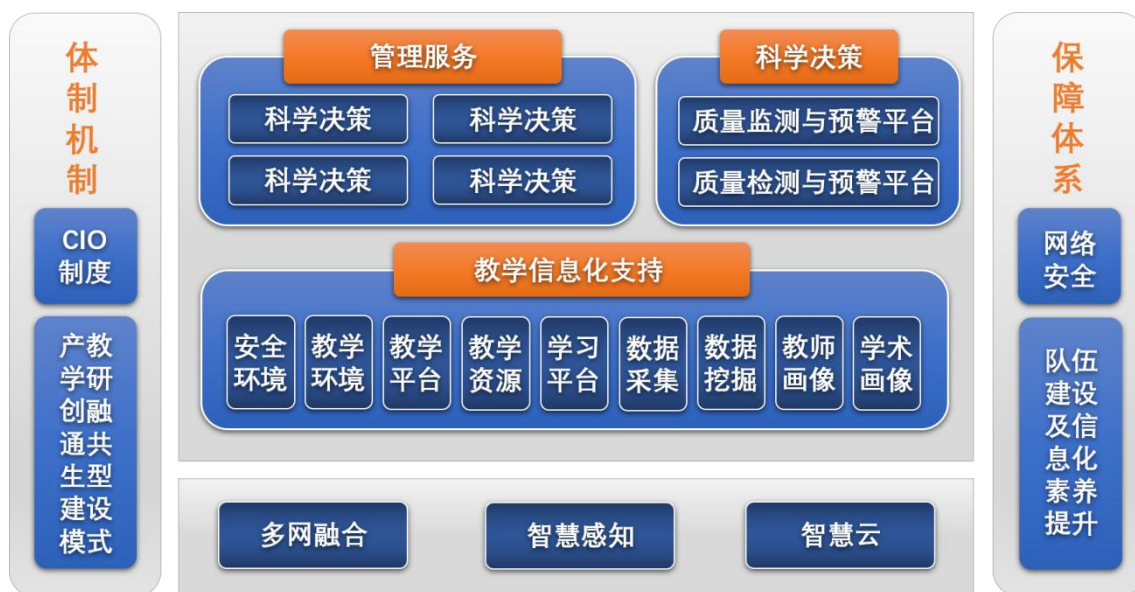 体
制
机
制
CIO
制度
产教
学研
创融
通共
生型
建设
模式
管理服务
科学决策
科学决策
科学决策
科学决策
科学决策
质量监测与预警平台
质量检测与预警平台
教学信息化支持
安全
环境
教学
环境
教学
平台
教学
资源
学习
平台
数据
采集
数据
挖掘
教师
画像
学术
画像
多网融合
智慧感知
智慧云
保
障
体
系
网络
安全
队伍
建设
及信
息化
素养
提升